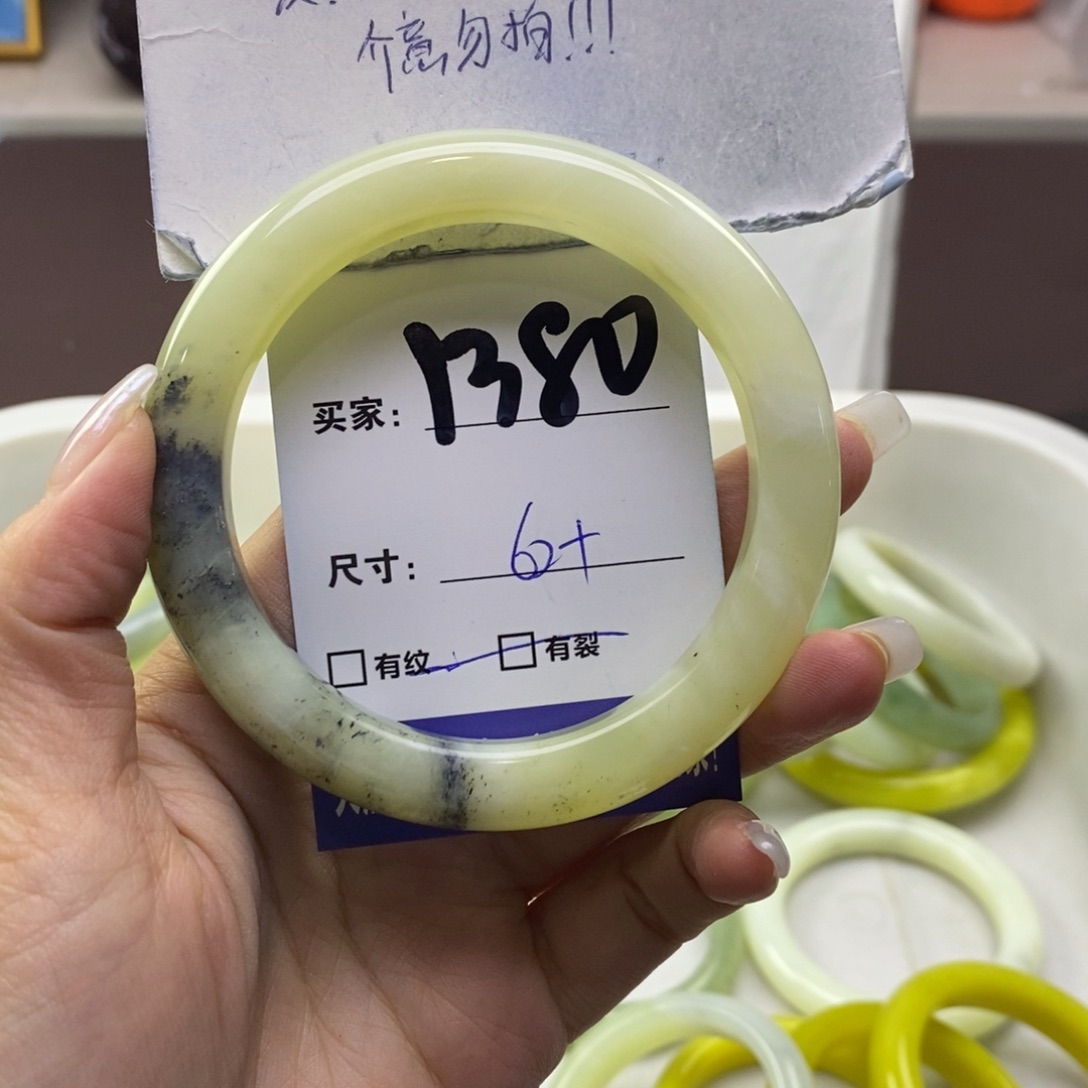 介意勿拍!!!
买家: 1380
尺寸: 62+
□ 有纹 □ 有裂